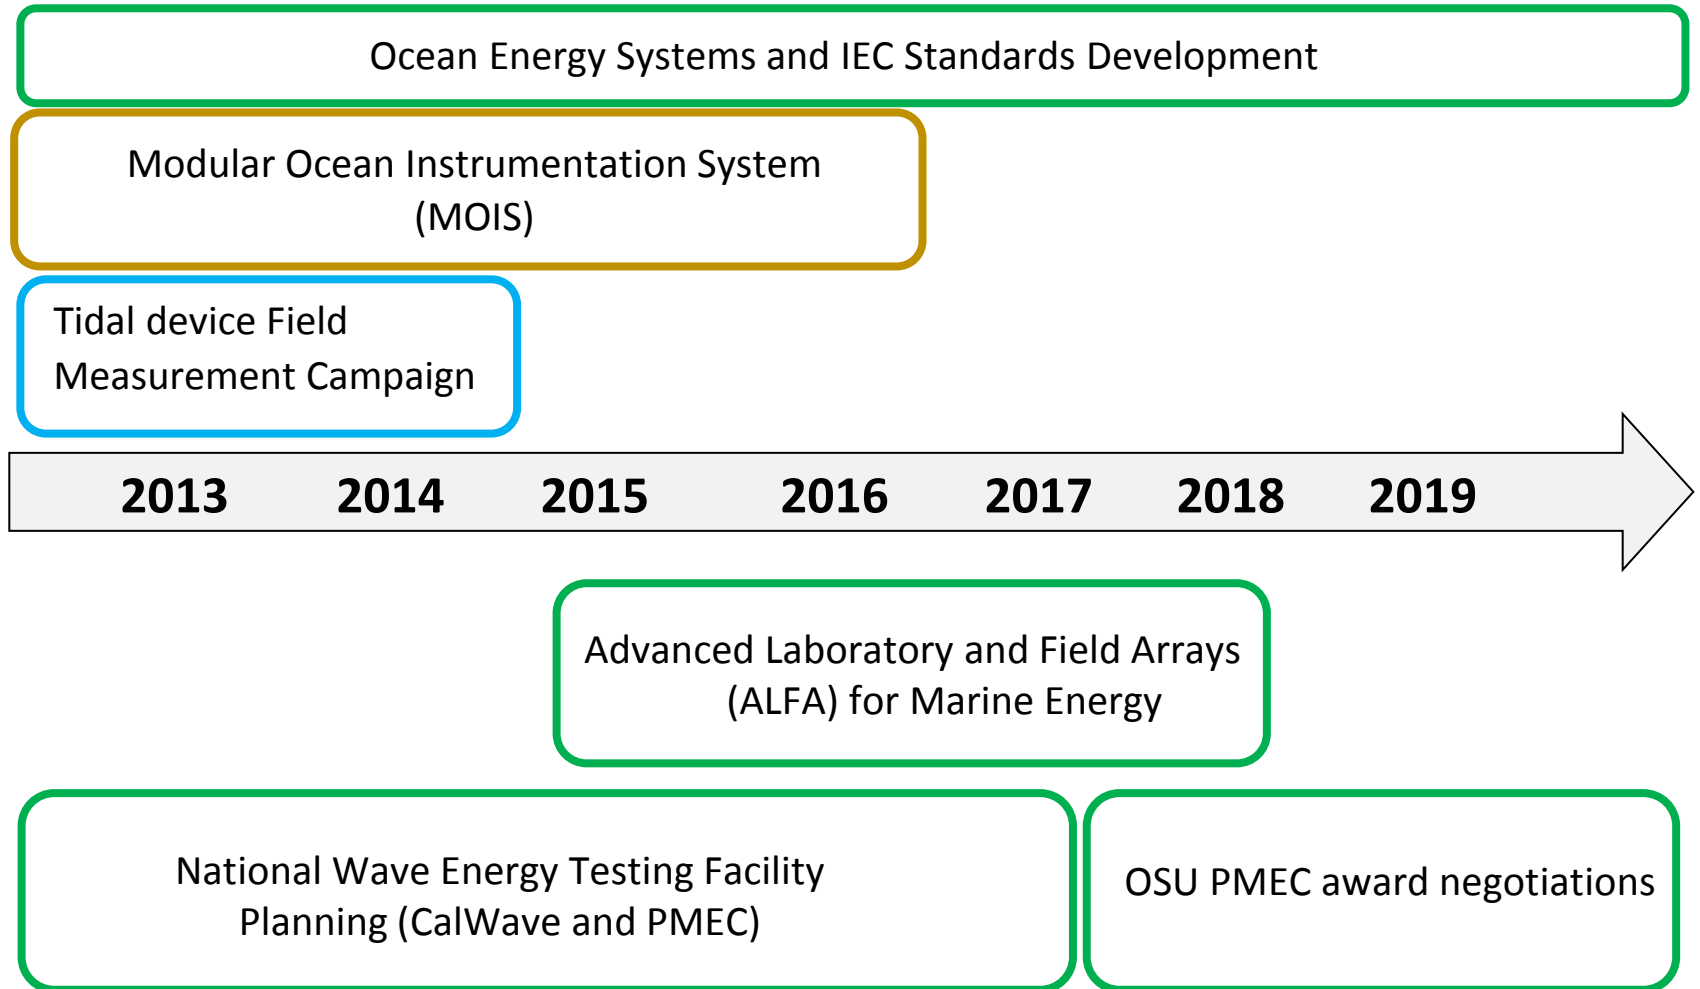 Ocean Energy Systems and IEC Standards Development
Modular Ocean Instrumentation System
(MOIS)
Tidal device Field
Measurement Campaign
2013 2014 2015 2016 2017 2018 2019
Advanced Laboratory and Field Arrays
(ALFA) for Marine Energy
National Wave Energy Testing Facility
Planning (CalWave and PMEC)
OSU PMEC award negotiations